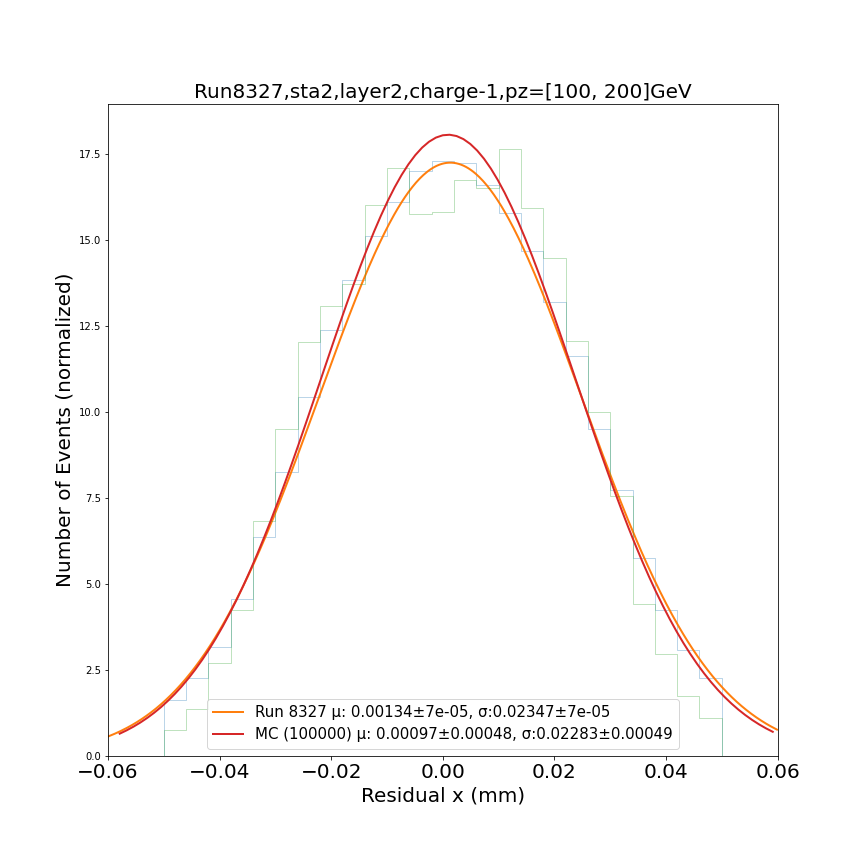 Run8327,sta2,layer2,charge-1,pz=[100, 200]GeV
Number of Events (normalized)
17.5
15.0
12.5
10.0
7.5
5.0
2.5
0.0
Run 8327 μ: 0.00134±7e-05, σ:0.02347±7e-05
MC (100000) μ: 0.00097±0.00048, σ:0.02283±0.00049
−0.06 −0.04 −0.02 0.00 0.02 0.04 0.06
Residual x (mm)